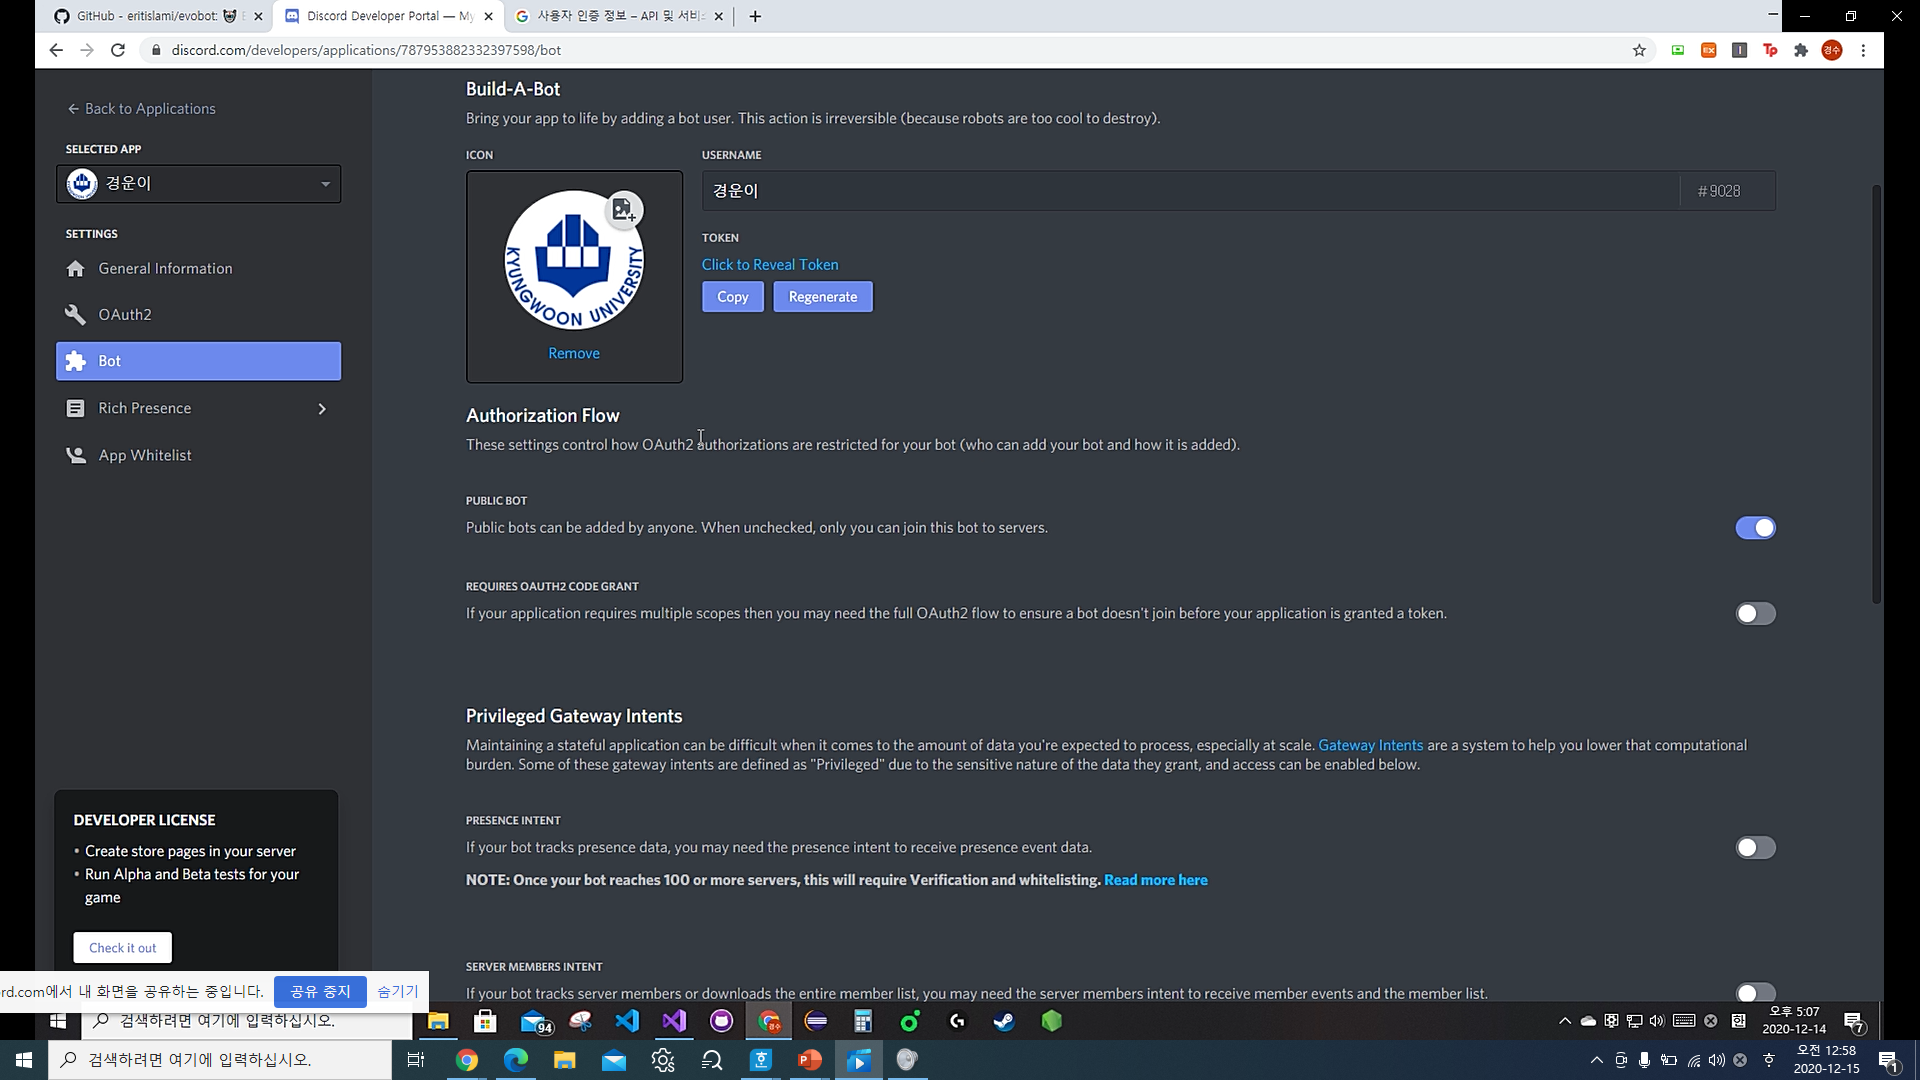 GitHub - eritislami/evobot:
Discord Developer Portal — My
사용자 인증 정보 – API 및 서비스
discord.com/developers/applications/787953882332397598/bot
경수
← Back to Applications
SELECTED APP
경운이
SETTINGS
General Information
OAuth2
Bot
Rich Presence
App Whitelist
DEVELOPER LICENSE
• Create store pages in your server
• Run Alpha and Beta tests for your
game
Check it out
Build-A-Bot
Bring your app to life by adding a bot user. This action is irreversible (because robots are too cool to destroy).
ICON
KYUNGWOON UNIVERSITY
Remove
USERNAME
경운이
#9028
TOKEN
Click to Reveal Token
Copy
Regenerate
Authorization Flow
These settings control how OAuth2 authorizations are restricted for your bot (who can add your bot and how it is added).
PUBLIC BOT
Public bots can be added by anyone. When unchecked, only you can join this bot to servers.
REQUIRES OAUTH2 CODE GRANT
If your application requires multiple scopes then you may need the full OAuth2 flow to ensure a bot doesn't join before your application is granted a token.
Privileged Gateway Intents
Maintaining a stateful application can be difficult when it comes to the amount of data you're expected to process, especially at scale. Gateway Intents are a system to help you lower that computational
burden. Some of these gateway intents are defined as "Privileged" due to the sensitive nature of the data they grant, and access can be enabled below.
PRESENCE INTENT
If your bot tracks presence data, you may need the presence intent to receive presence event data.
NOTE: Once your bot reaches 100 or more servers, this will require Verification and whitelisting. Read more here
SERVER MEMBERS INTENT
If your bot tracks server members or downloads the entire member list, you may need the server members intent to receive member events and the member list.
rd.com에서 내 화면을 공유하는 중입니다.
공유 중지
숨기기
검색하려면 여기에 입력하십시오.
94
오후 5:07
2020-12-14
7
검색하려면 여기에 입력하십시오.
오전 12:58
2020-12-15
1